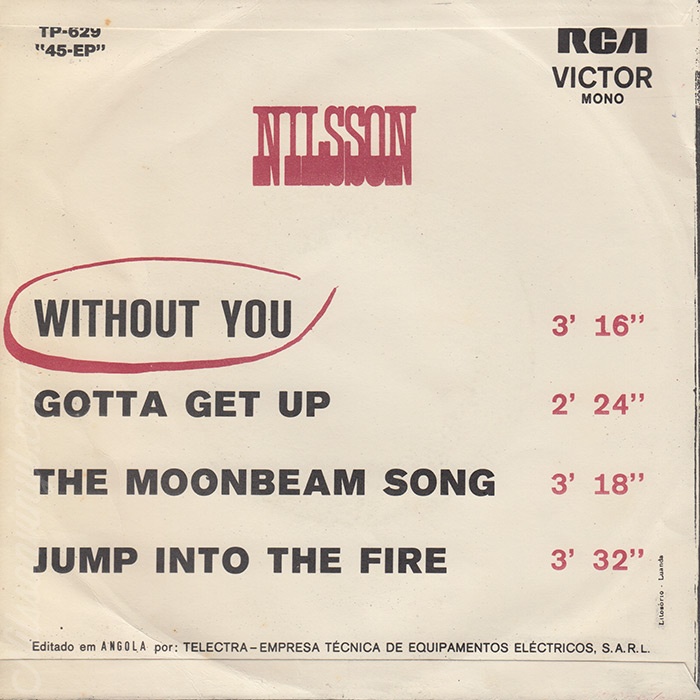 TP-629
"45-EP"
RCA
VICTOR
MONO
NILSSON
WITHOUT YOU 3' 16''
GOTTA GET UP 2' 24''
THE MOONBEAM SONG 3' 18''
JUMP INTO THE FIRE 3' 32''
Litosório - Luanda
Editado em ANGOLA por: TELECTRA–EMPRESA TÉCNICA DE EQUIPAMENTOS ELÉCTRICOS, S.A.R.L.